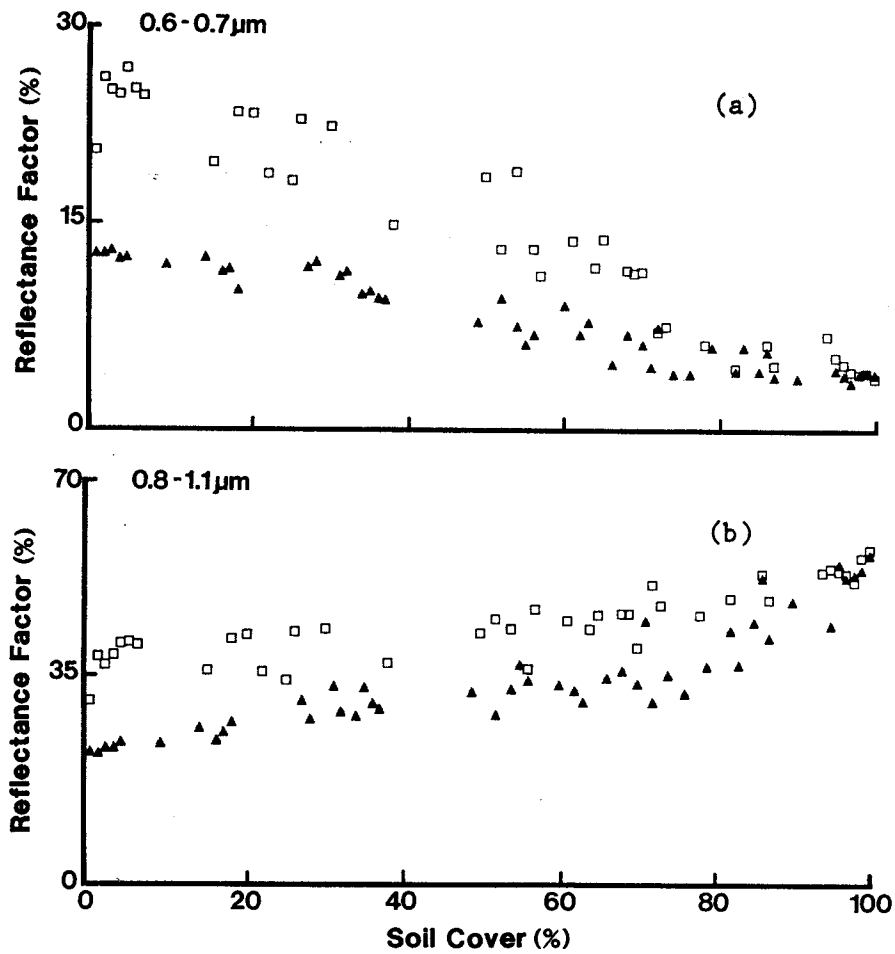 30
0.6-0.7µm
(a)
Reflectance Factor (%)
15
0
70
0.8-1.1µm
(b)
Reflectance Factor (%)
35
0
0 20 40 60 80 100
Soil Cover (%)